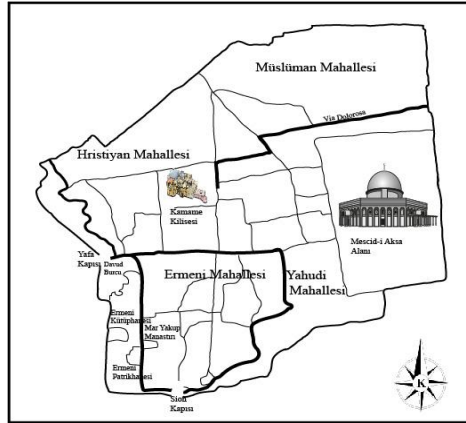 Müslüman Mahallesi
Via Dolorosa
Hristiyan Mahallesi
Kamame
Kilisesi
Mescid-i Aksa
Alanı
Yafa
Kapısı
Davud
Burcu
Ermeni Mahallesi
Yahudi
Mahallesi
Ermeni
Kütüphanesi
Mar Yakup
Manastırı
Ermeni
Patrikhanesi
Sion
Kapısı
K